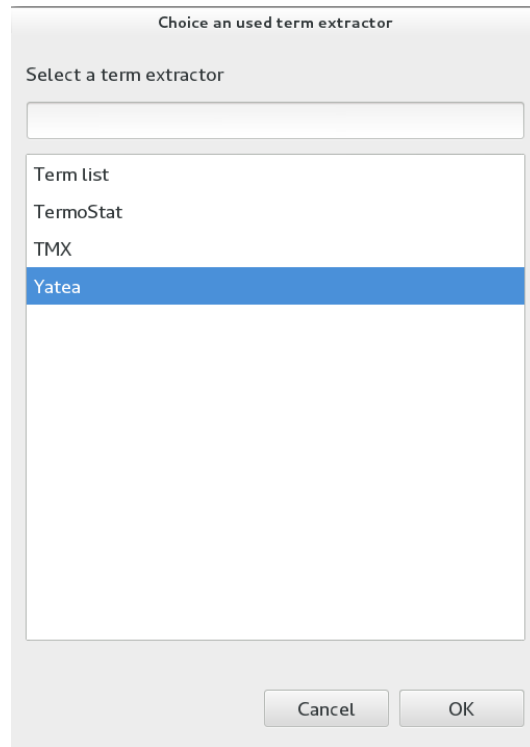 Choice an used term extractor
Select a term extractor
Term list
TermoStat
TMX
Yatea
Cancel
OK